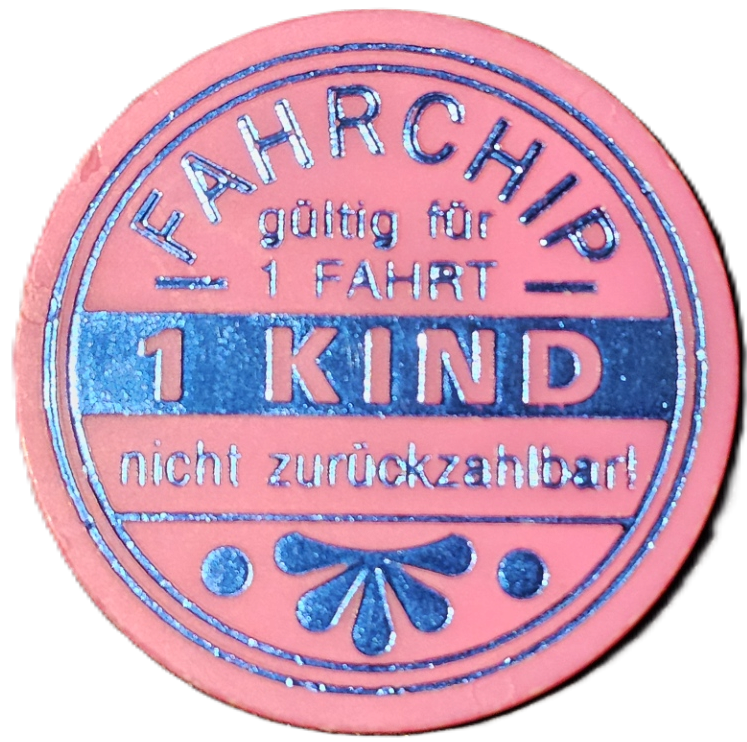 FAHRCHIP
gültig für
– 1 FAHRT –
1 KIND
nicht zurückzahlbar!